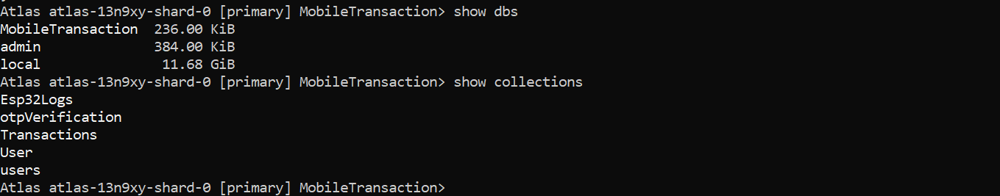 Atlas atlas-13n9xy-shard-0 [primary] MobileTransaction> show dbs
MobileTransaction  236.00 KiB
admin              384.00 KiB
local               11.68 GiB
Atlas atlas-13n9xy-shard-0 [primary] MobileTransaction> show collections
Esp32Logs
otpVerification
Transactions
User
users
Atlas atlas-13n9xy-shard-0 [primary] MobileTransaction>